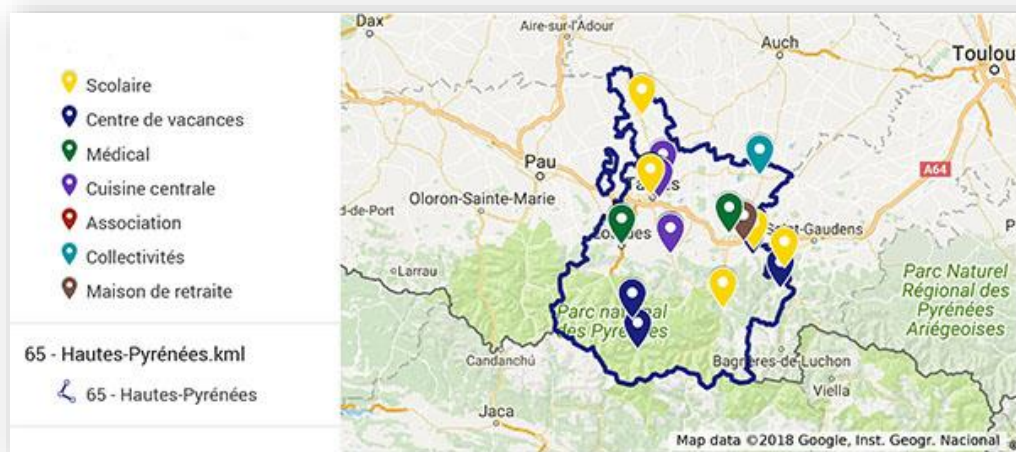 Scolaire
Centre de vacances
Médical
Cuisine centrale
Association
Collectivités
Maison de retraite
65 - Hautes-Pyrénées.kml
65 - Hautes-Pyrénées
Dax
Aire-sur-l'Adour
Auch
Toulou
Pau
A64
Oloron-Sainte-Marie
d-de-Port
Saint-Gaudens
Larrau
Parc Naturel
Régional des
Pyrénées
Ariégeoises
Parc national
des Pyrénées
Candanchú
Bagnères-de-Luchon
Viella
Jaca
Map data ©2018 Google, Inst. Geogr. Nacional